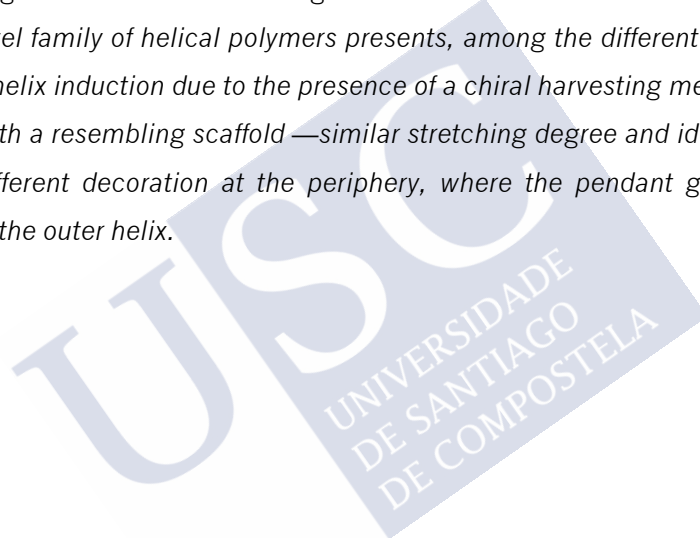 el family of helical polymers presents, among the different
helix induction due to the presence of a chiral harvesting me
th a resembling scaffold —similar stretching degree and id
fferent decoration at the periphery, where the pendant g
the outer helix.
USC
UNIVERSIDADE
DE SANTIAGO
DE COMPOSTELA